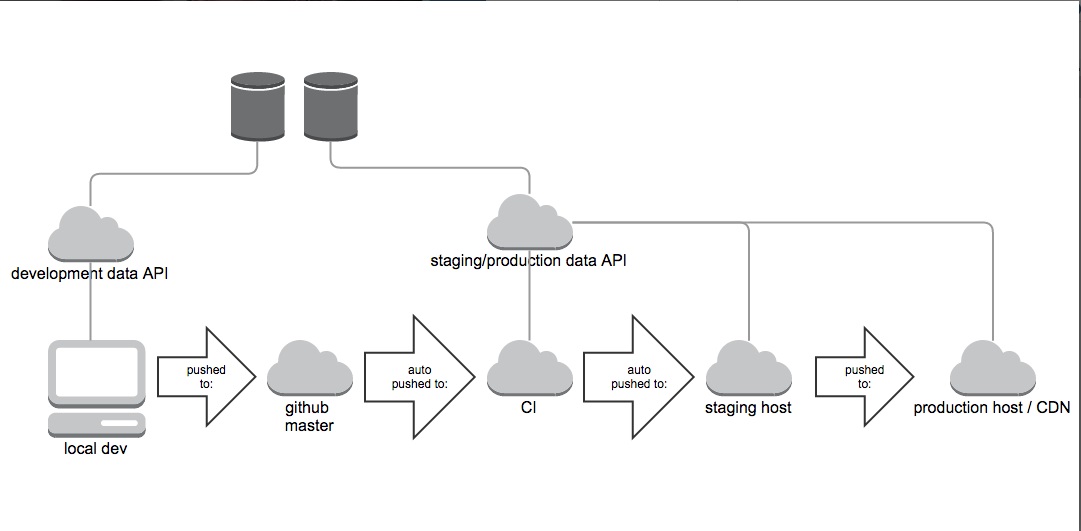 development data API
staging/production data API
pushed
to:
auto
pushed to:
auto
pushed to:
pushed
to:
local dev
github
master
CI
staging host
production host / CDN